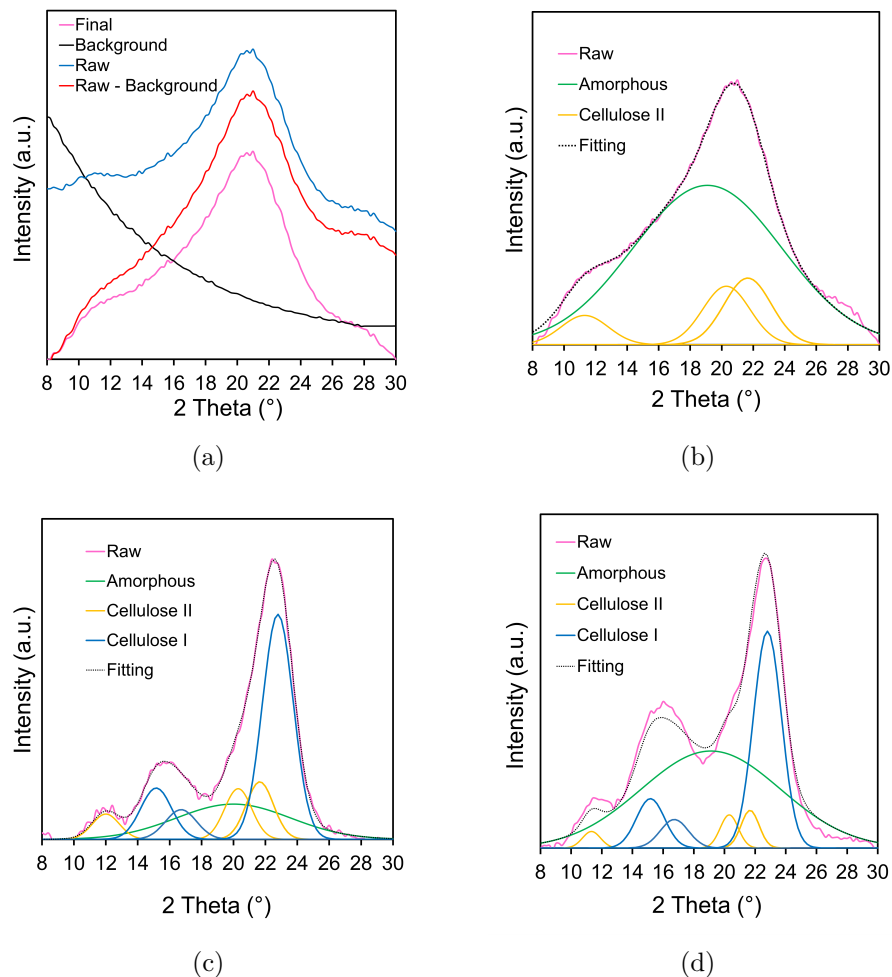 Final
Background
Raw
Raw - Background
Intensity (a.u.)
8 10 12 14 16 18 20 22 24 26 28 30
2 Theta (°)
(a)
Raw
Amorphous
Cellulose II
Fitting
Intensity (a.u.)
8 10 12 14 16 18 20 22 24 26 28 30
2 Theta (°)
(b)
Raw
Amorphous
Cellulose II
Cellulose I
Fitting
Intensity (a.u.)
8 10 12 14 16 18 20 22 24 26 28 30
2 Theta (°)
(c)
Raw
Amorphous
Cellulose II
Cellulose I
Fitting
Intensity (a.u.)
8 10 12 14 16 18 20 22 24 26 28 30
2 Theta (°)
(d)